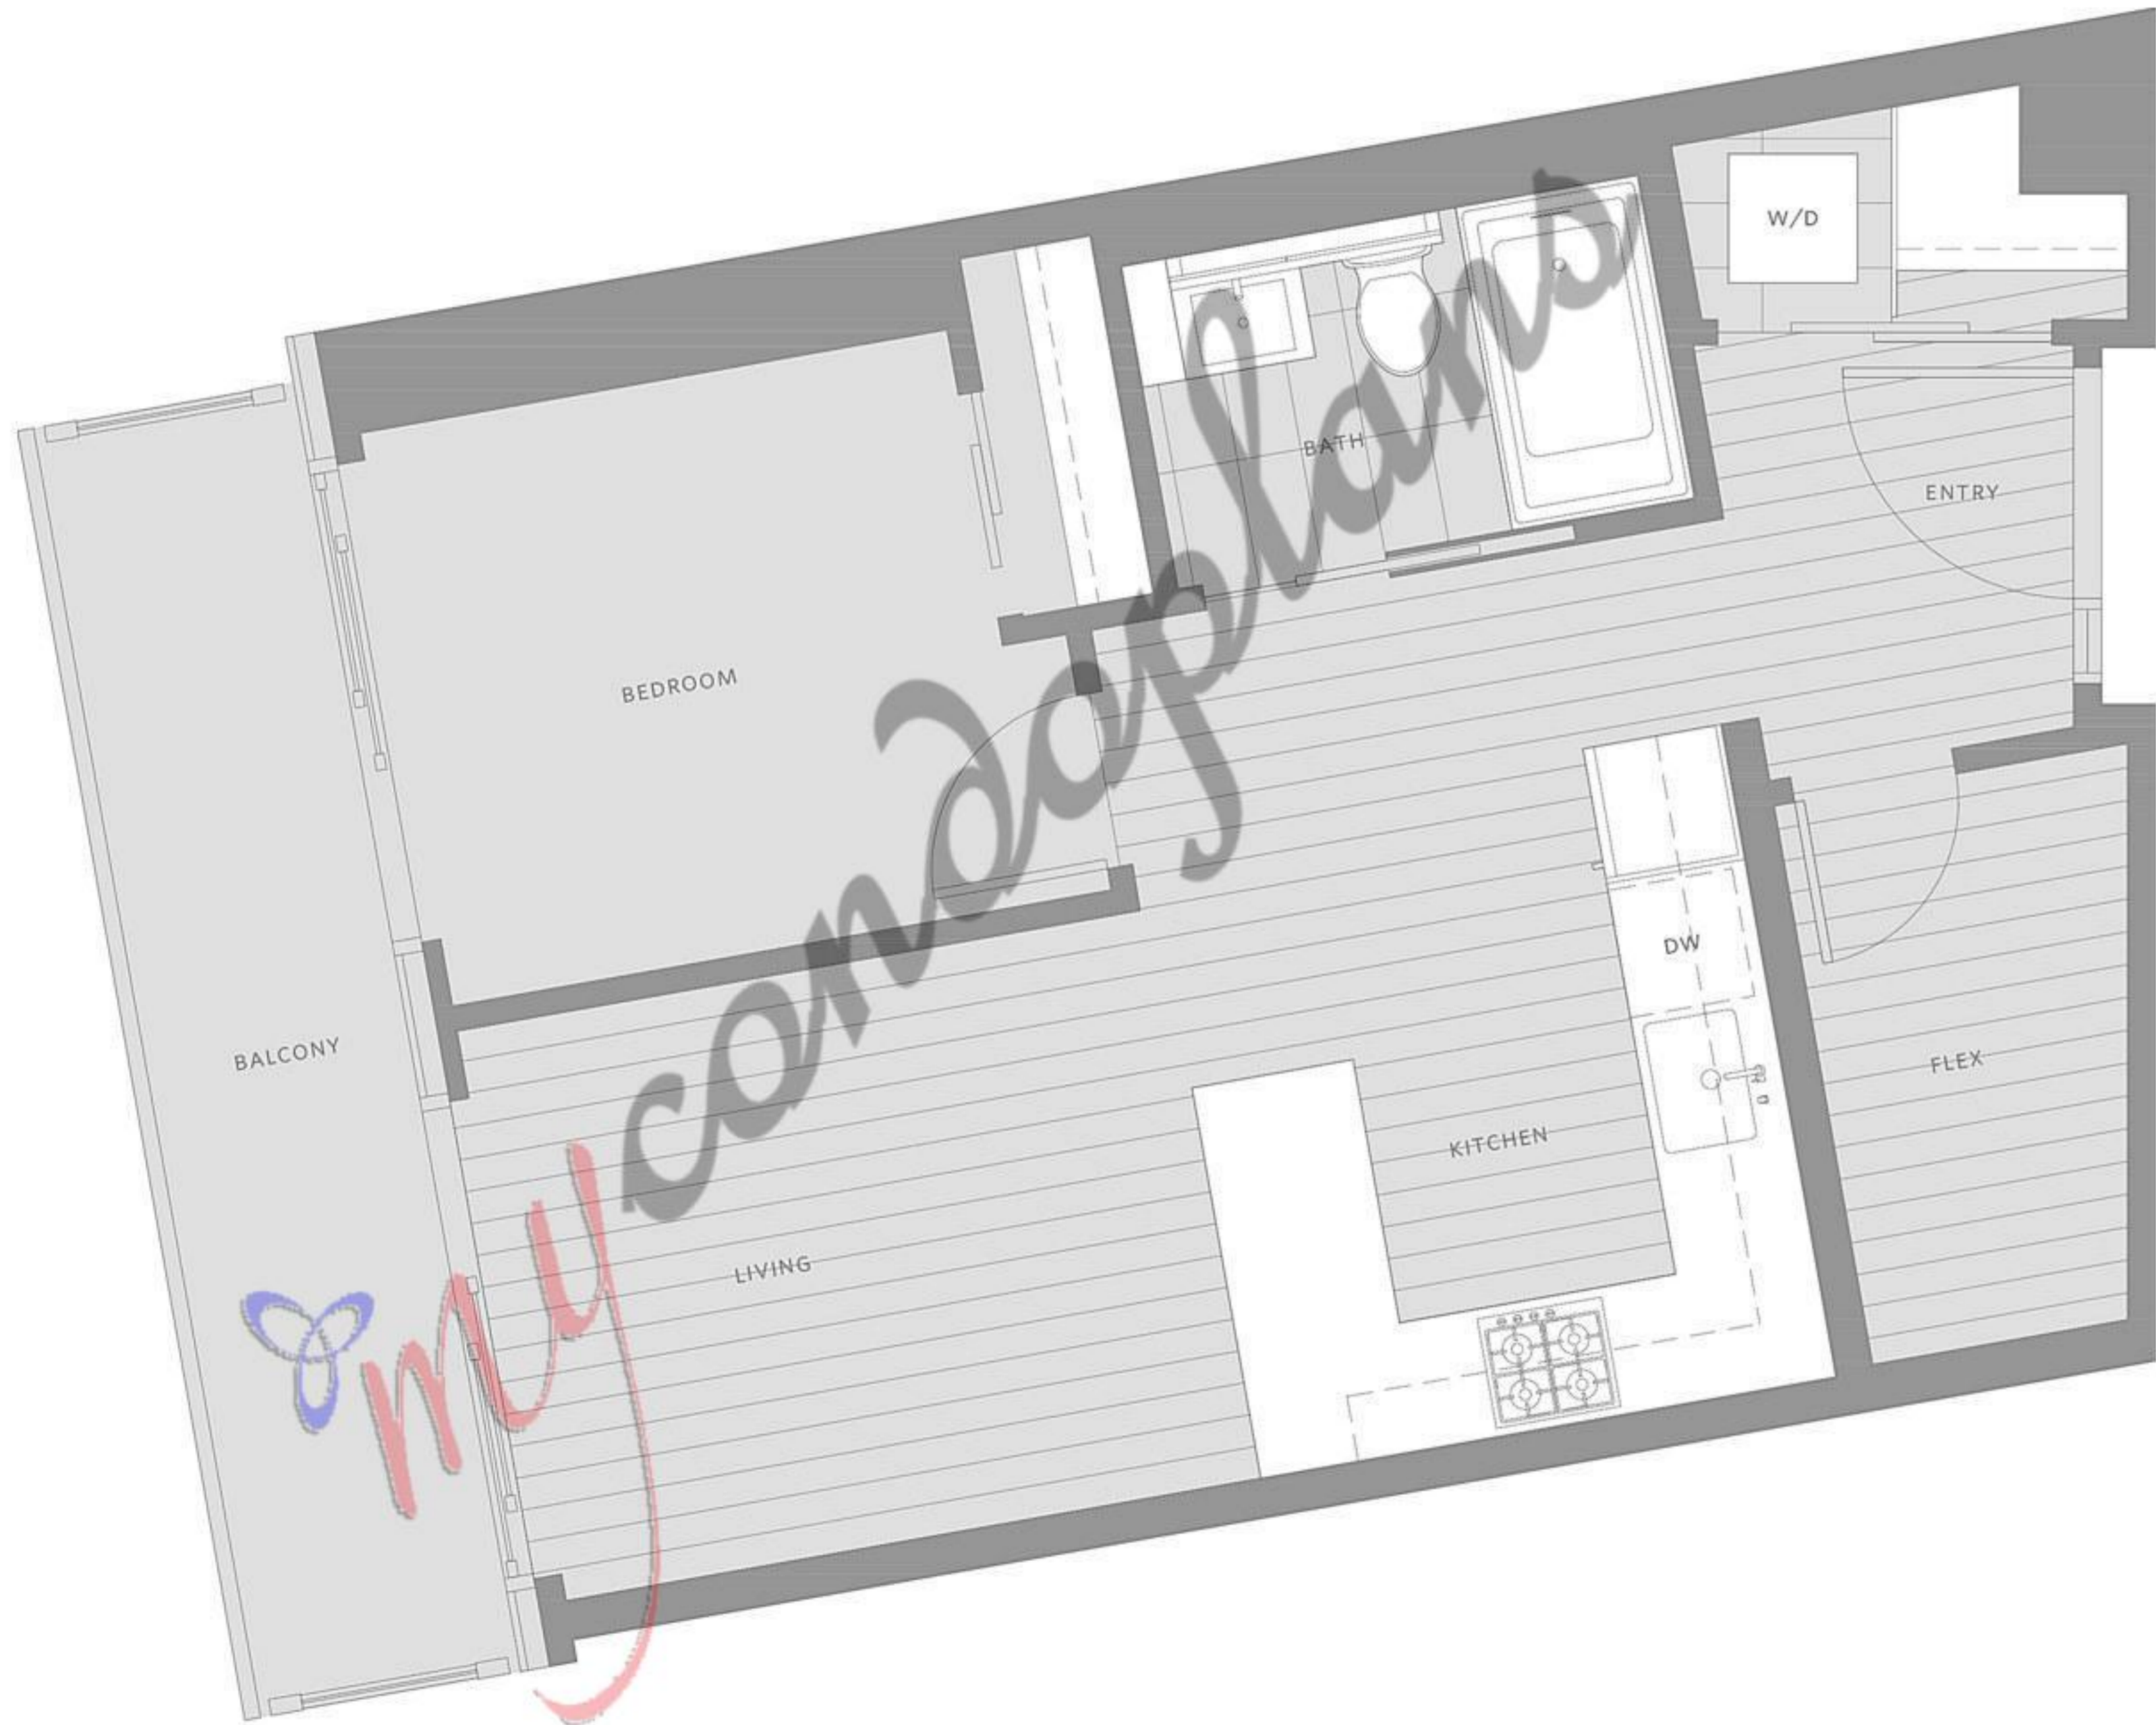 W/D
BATH
ENTRY
BEDROOM
DW
BALCONY
FLEX
KITCHEN
LIVING
mycondoplans